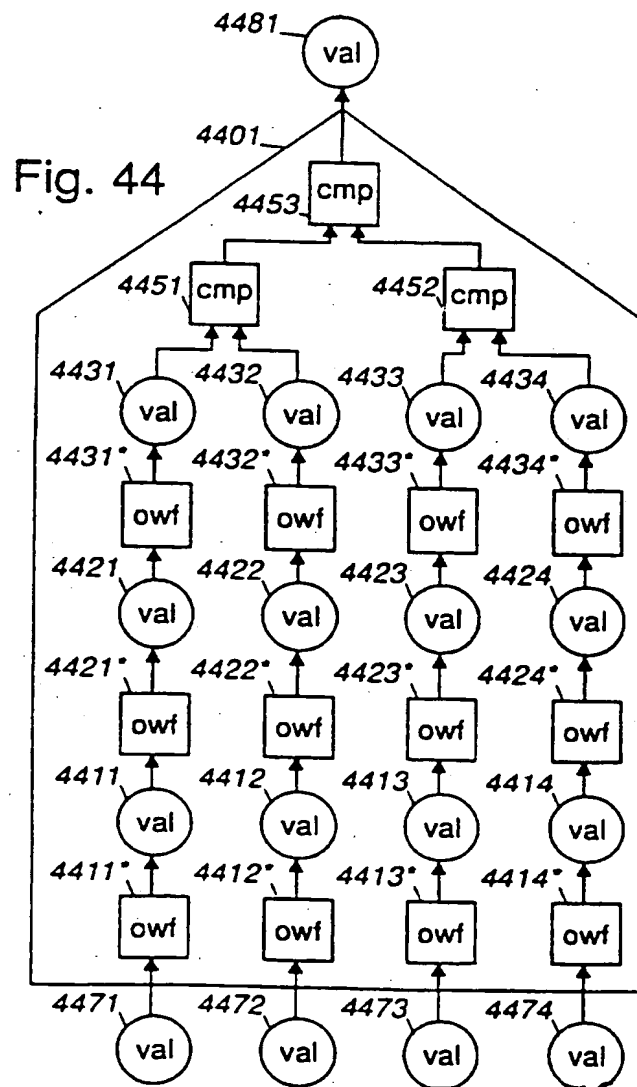 4481
val
4401
Fig. 44
cmp
4453
4451
cmp
4452
cmp
4431
4432
4433
4434
val
val
val
val
4431*
4432*
4433*
4434*
owf
owf
owf
owf
4421
4422
4423
4424
val
val
val
val
4421*
4422*
4423*
4424*
owf
owf
owf
owf
4411
4412
4413
4414
val
val
val
val
4411*
4412*
4413*
4414*
owf
owf
owf
owf
4471
4472
4473
4474
val
val
val
val